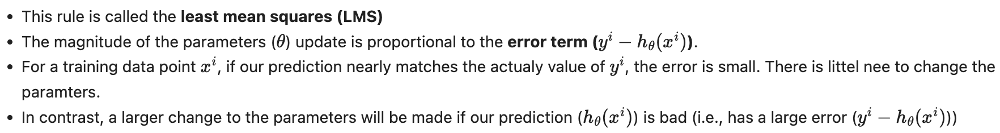 • This rule is called the least mean squares (LMS)
• The magnitude of the parameters (θ) update is proportional to the error term (yⁱ − h_θ(xⁱ)).
• For a training data point xⁱ, if our prediction nearly matches the actualy value of yⁱ, the error is small. There is littel nee to change the
paramters.
• In contrast, a larger change to the parameters will be made if our prediction (h_θ(xⁱ)) is bad (i.e., has a large error (yⁱ − h_θ(xⁱ)))